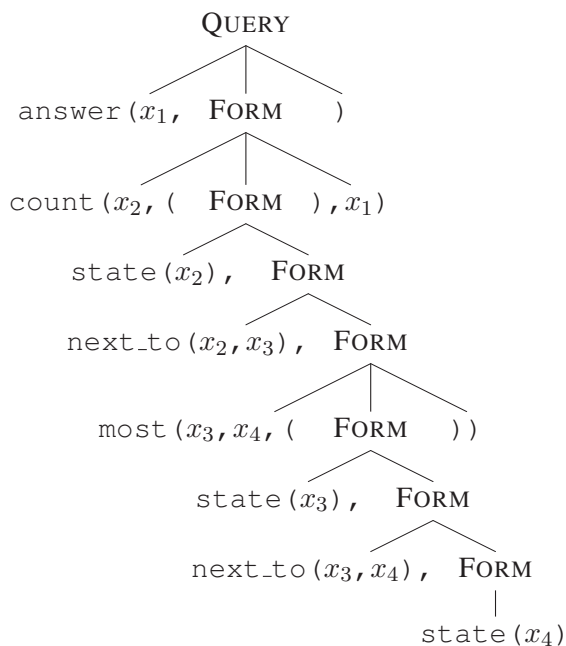 QUERY
answer(x₁, FORM )
count(x₂,( FORM ),x₁)
state(x₂), FORM
next_to(x₂,x₃), FORM
most(x₃,x₄,( FORM ))
state(x₃), FORM
next_to(x₃,x₄), FORM
state(x₄)